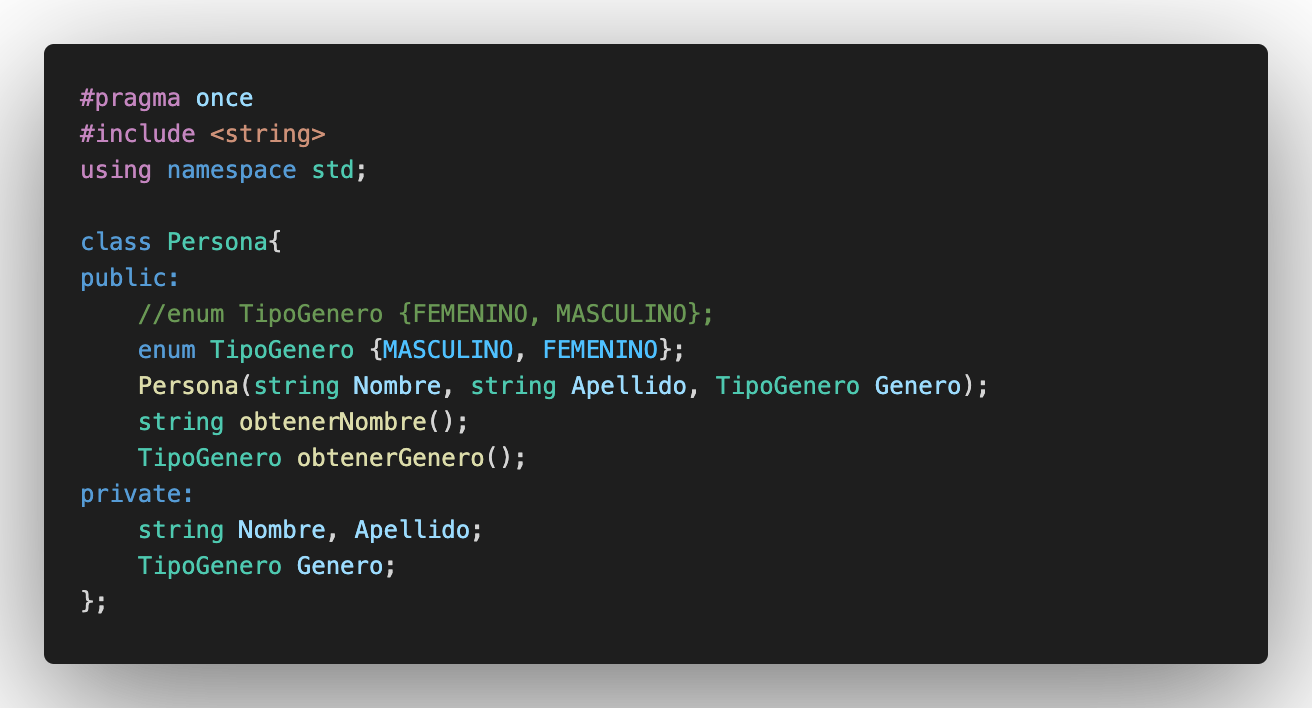 #pragma once
#include <string>
using namespace std;

class Persona{
public:
    //enum TipoGenero {FEMENINO, MASCULINO};
    enum TipoGenero {MASCULINO, FEMENINO};
    Persona(string Nombre, string Apellido, TipoGenero Genero);
    string obtenerNombre();
    TipoGenero obtenerGenero();
private:
    string Nombre, Apellido;
    TipoGenero Genero;
};